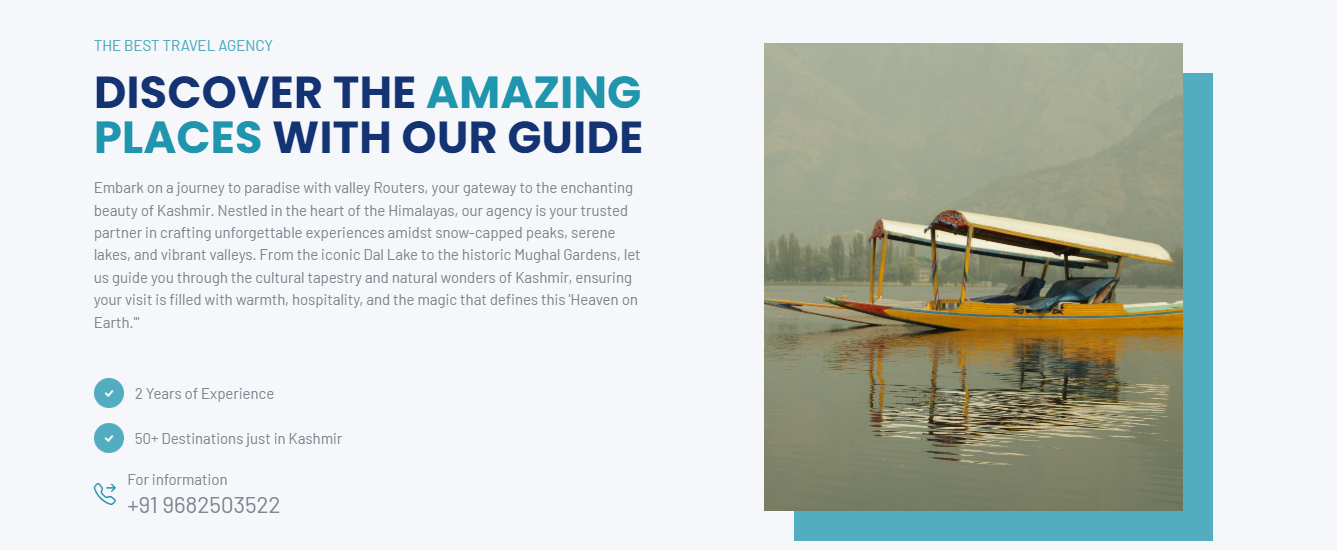 THE BEST TRAVEL AGENCY
DISCOVER THE AMAZING
PLACES WITH OUR GUIDE
Embark on a journey to paradise with valley Routers, your gateway to the enchanting
beauty of Kashmir. Nestled in the heart of the Himalayas, our agency is your trusted
partner in crafting unforgettable experiences amidst snow-capped peaks, serene
lakes, and vibrant valleys. From the iconic Dal Lake to the historic Mughal Gardens, let
us guide you through the cultural tapestry and natural wonders of Kashmir, ensuring
your visit is filled with warmth, hospitality, and the magic that defines this 'Heaven on
Earth.'"
2 Years of Experience
50+ Destinations just in Kashmir
For information
+91 9682503522